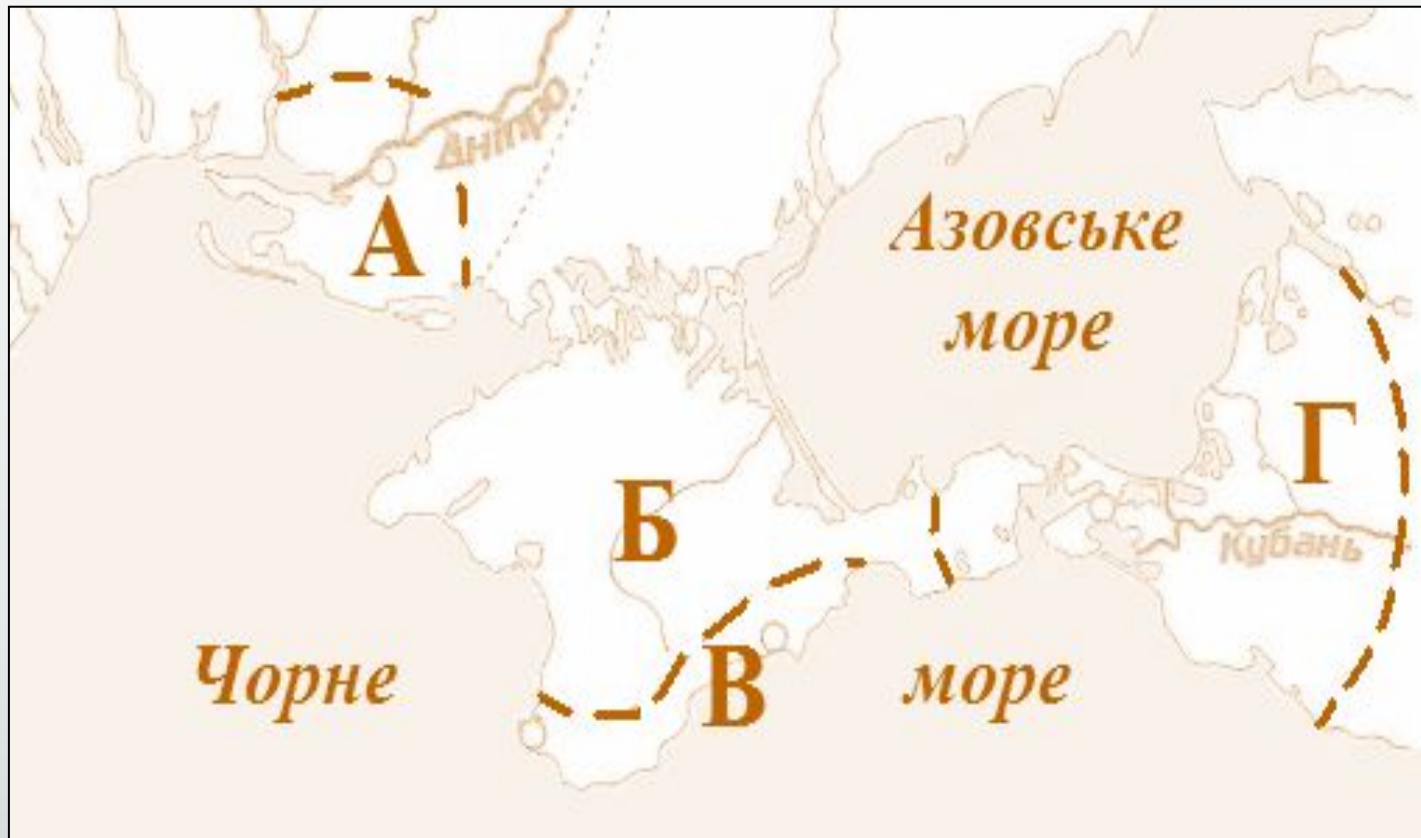 Дніпро
А
Азовське
море
Г
Б
Кубань
Чорне
В
море